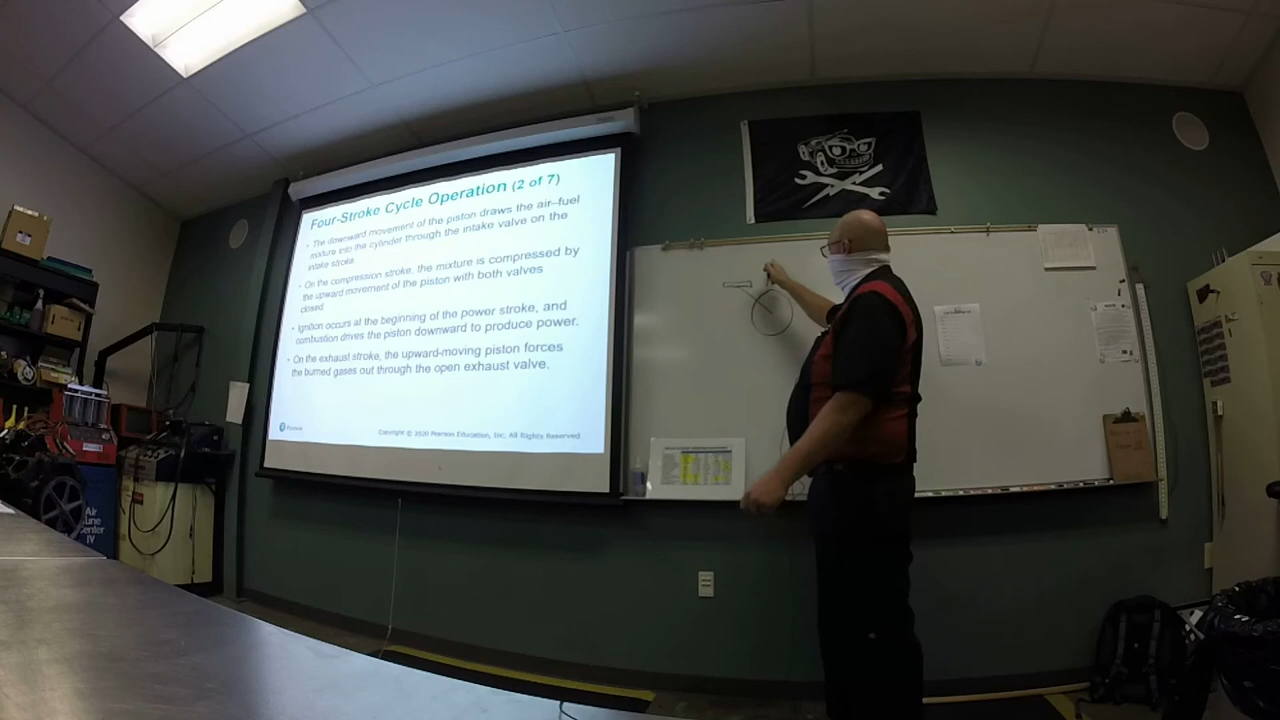 Four-Stroke Cycle Operation (2 of 7)
• The downward movement of the piston draws the air–fuel
mixture into the cylinder through the intake valve on the
intake stroke.
• On the compression stroke, the mixture is compressed by
the upward movement of the piston with both valves
closed.
• Ignition occurs at the beginning of the power stroke, and
combustion drives the piston downward to produce power.
• On the exhaust stroke, the upward-moving piston forces
the burned gases out through the open exhaust valve.
Pearson
Copyright © 2020 Pearson Education, Inc. All Rights Reserved